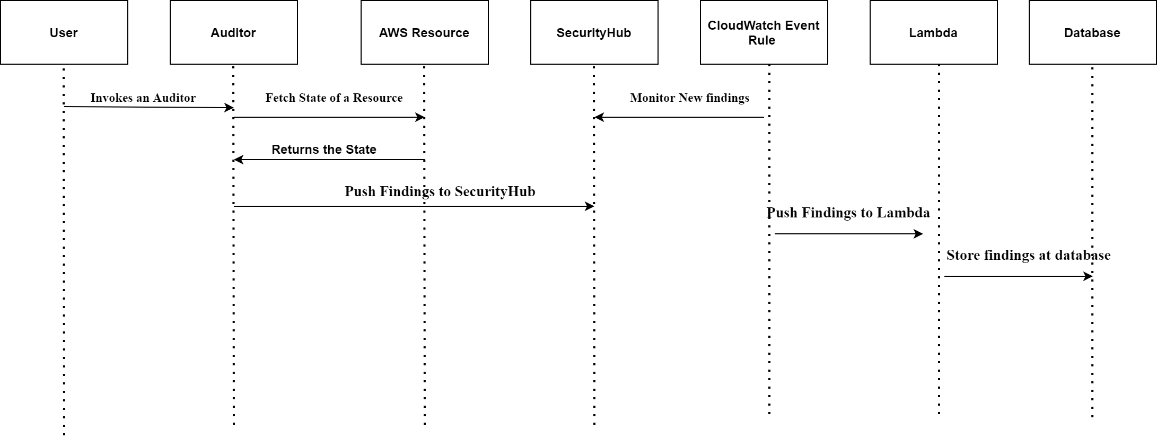 User
Auditor
AWS Resource
SecurityHub
CloudWatch Event
Rule
Lambda
Database
Invokes an Auditor
Fetch State of a Resource
Monitor New findings
Returns the State
Push Findings to SecurityHub
Push Findings to Lambda
Store findings at database